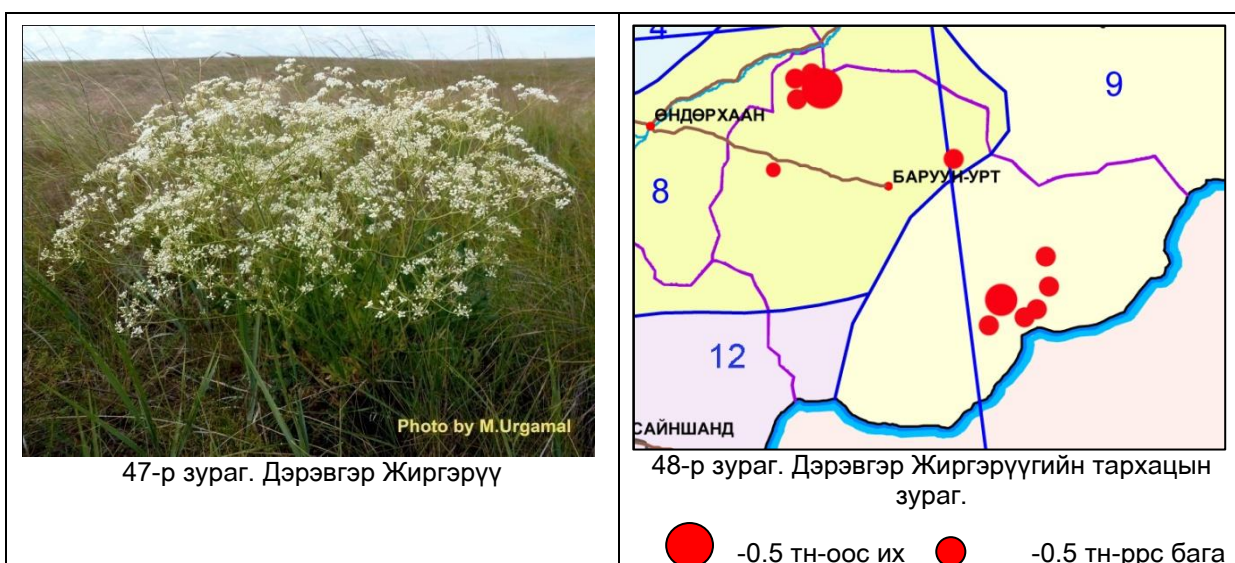 Photo by M.Urgamal
47-р зураг. Дэрэвгэр Жиргэрүү
4
9
ӨНДӨРХААН
БАРУУН-УРТ
8
12
САЙНШАНД
48-р зураг. Дэрэвгэр Жиргэрүүгийн тархацын
зураг.
-0.5 тн-оос их
-0.5 тн-ррс бага